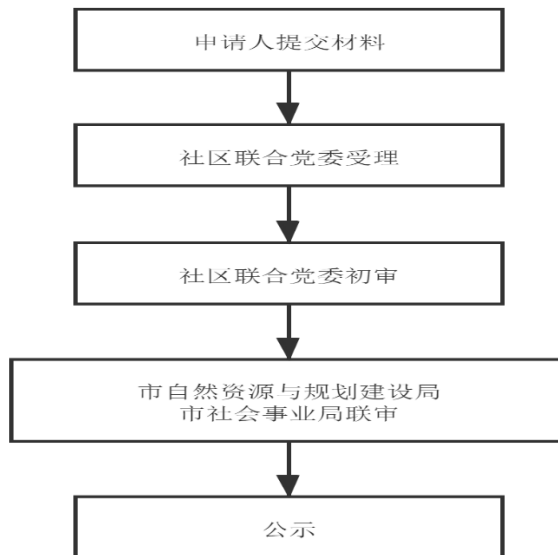 申请人提交材料
社区联合党委受理
社区联合党委初审
市自然资源与规划建设局
市社会事业局联审
公示